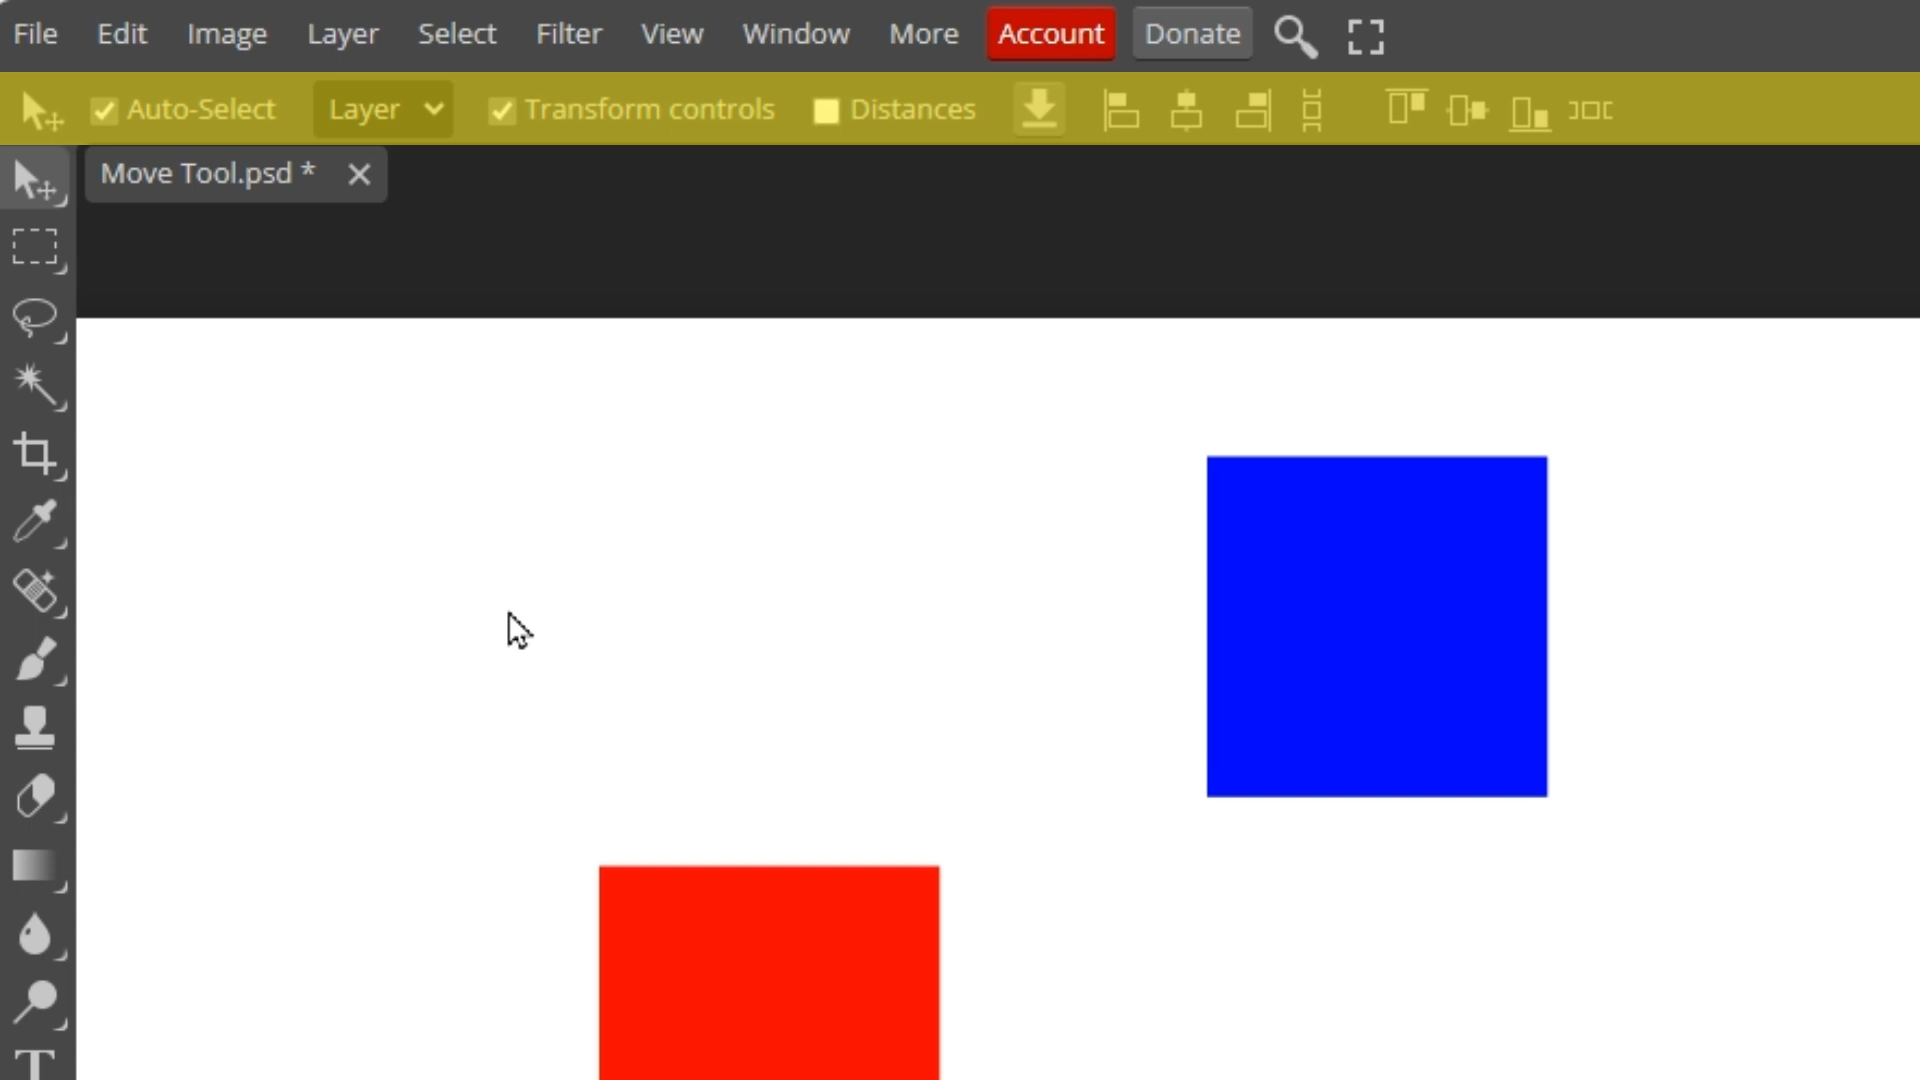 File Edit Image Layer Select Filter View Window More Account Donate
Auto-Select Layer Transform controls Distances
Move Tool.psd *
T